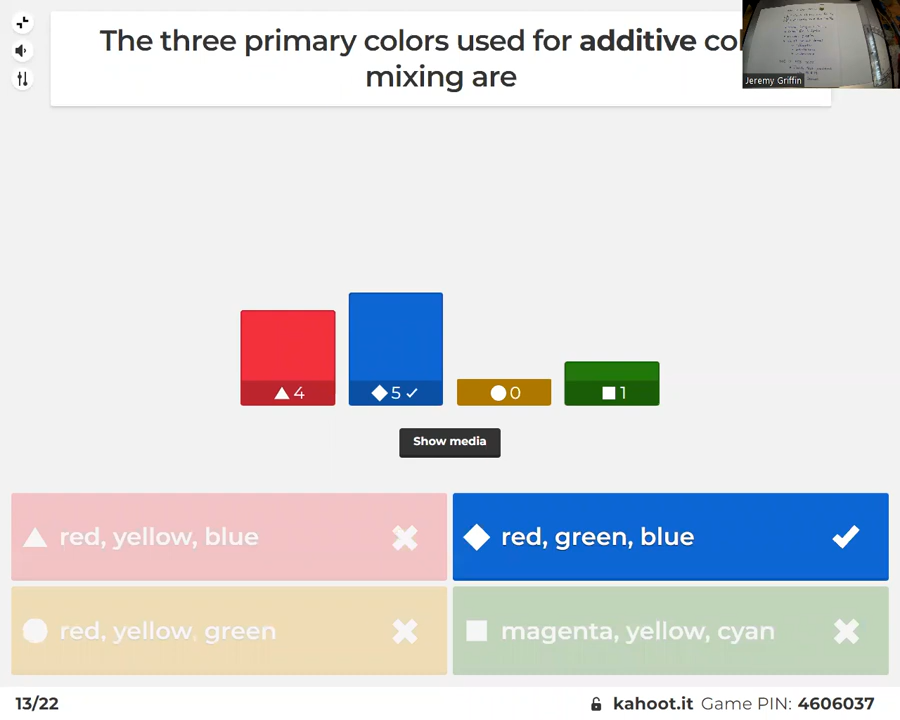 The three primary colors used for additive col
mixing are
Jeremy Griffin
4
5
0
1
Show media
red, yellow, blue
red, green, blue
red, yellow, green
magenta, yellow, cyan
13/22
kahoot.it Game PIN: 4606037